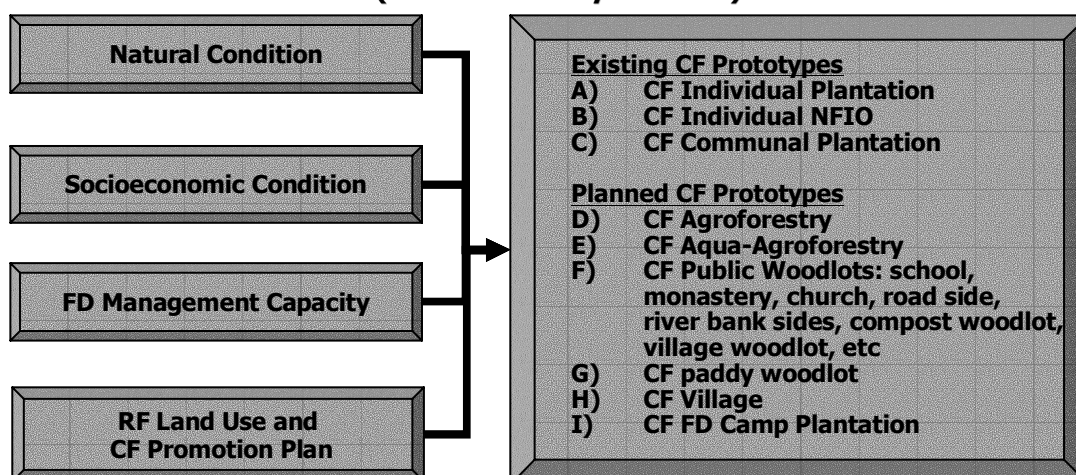 Natural Condition
Socioeconomic Condition
FD Management Capacity
RF Land Use and
CF Promotion Plan
Existing CF Prototypes
A) CF Individual Plantation
B) CF Individual NFIO
C) CF Communal Plantation
Planned CF Prototypes
D) CF Agroforestry
E) CF Aqua-Agroforestry
F) CF Public Woodlots: school,
monastery, church, road side,
river bank sides, compost woodlot,
village woodlot, etc
G) CF paddy woodlot
H) CF Village
I) CF FD Camp Plantation